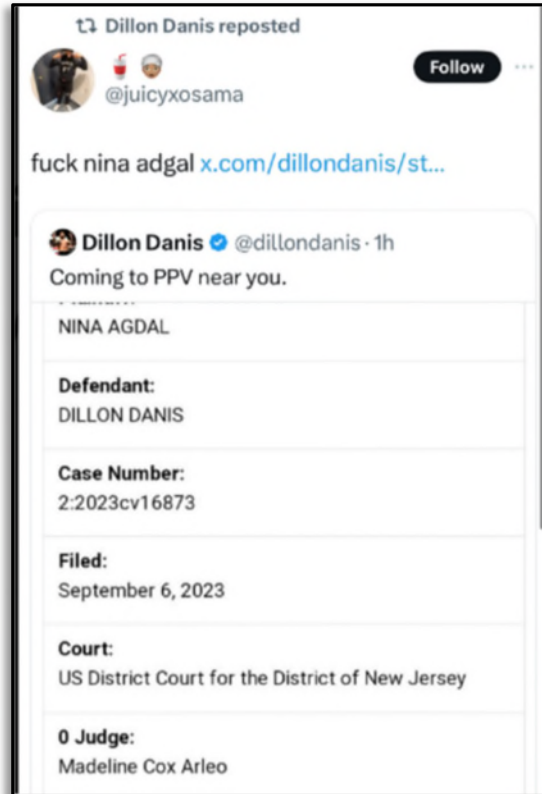 Dillon Danis reposted
@juicyxosama
Follow
fuck nina adgal x.com/dillondanis/st...
Dillon Danis @dillondanis · 1h
Coming to PPV near you.
NINA AGDAL
Defendant:
DILLON DANIS
Case Number:
2:2023cv16873
Filed:
September 6, 2023
Court:
US District Court for the District of New Jersey
0 Judge:
Madeline Cox Arleo